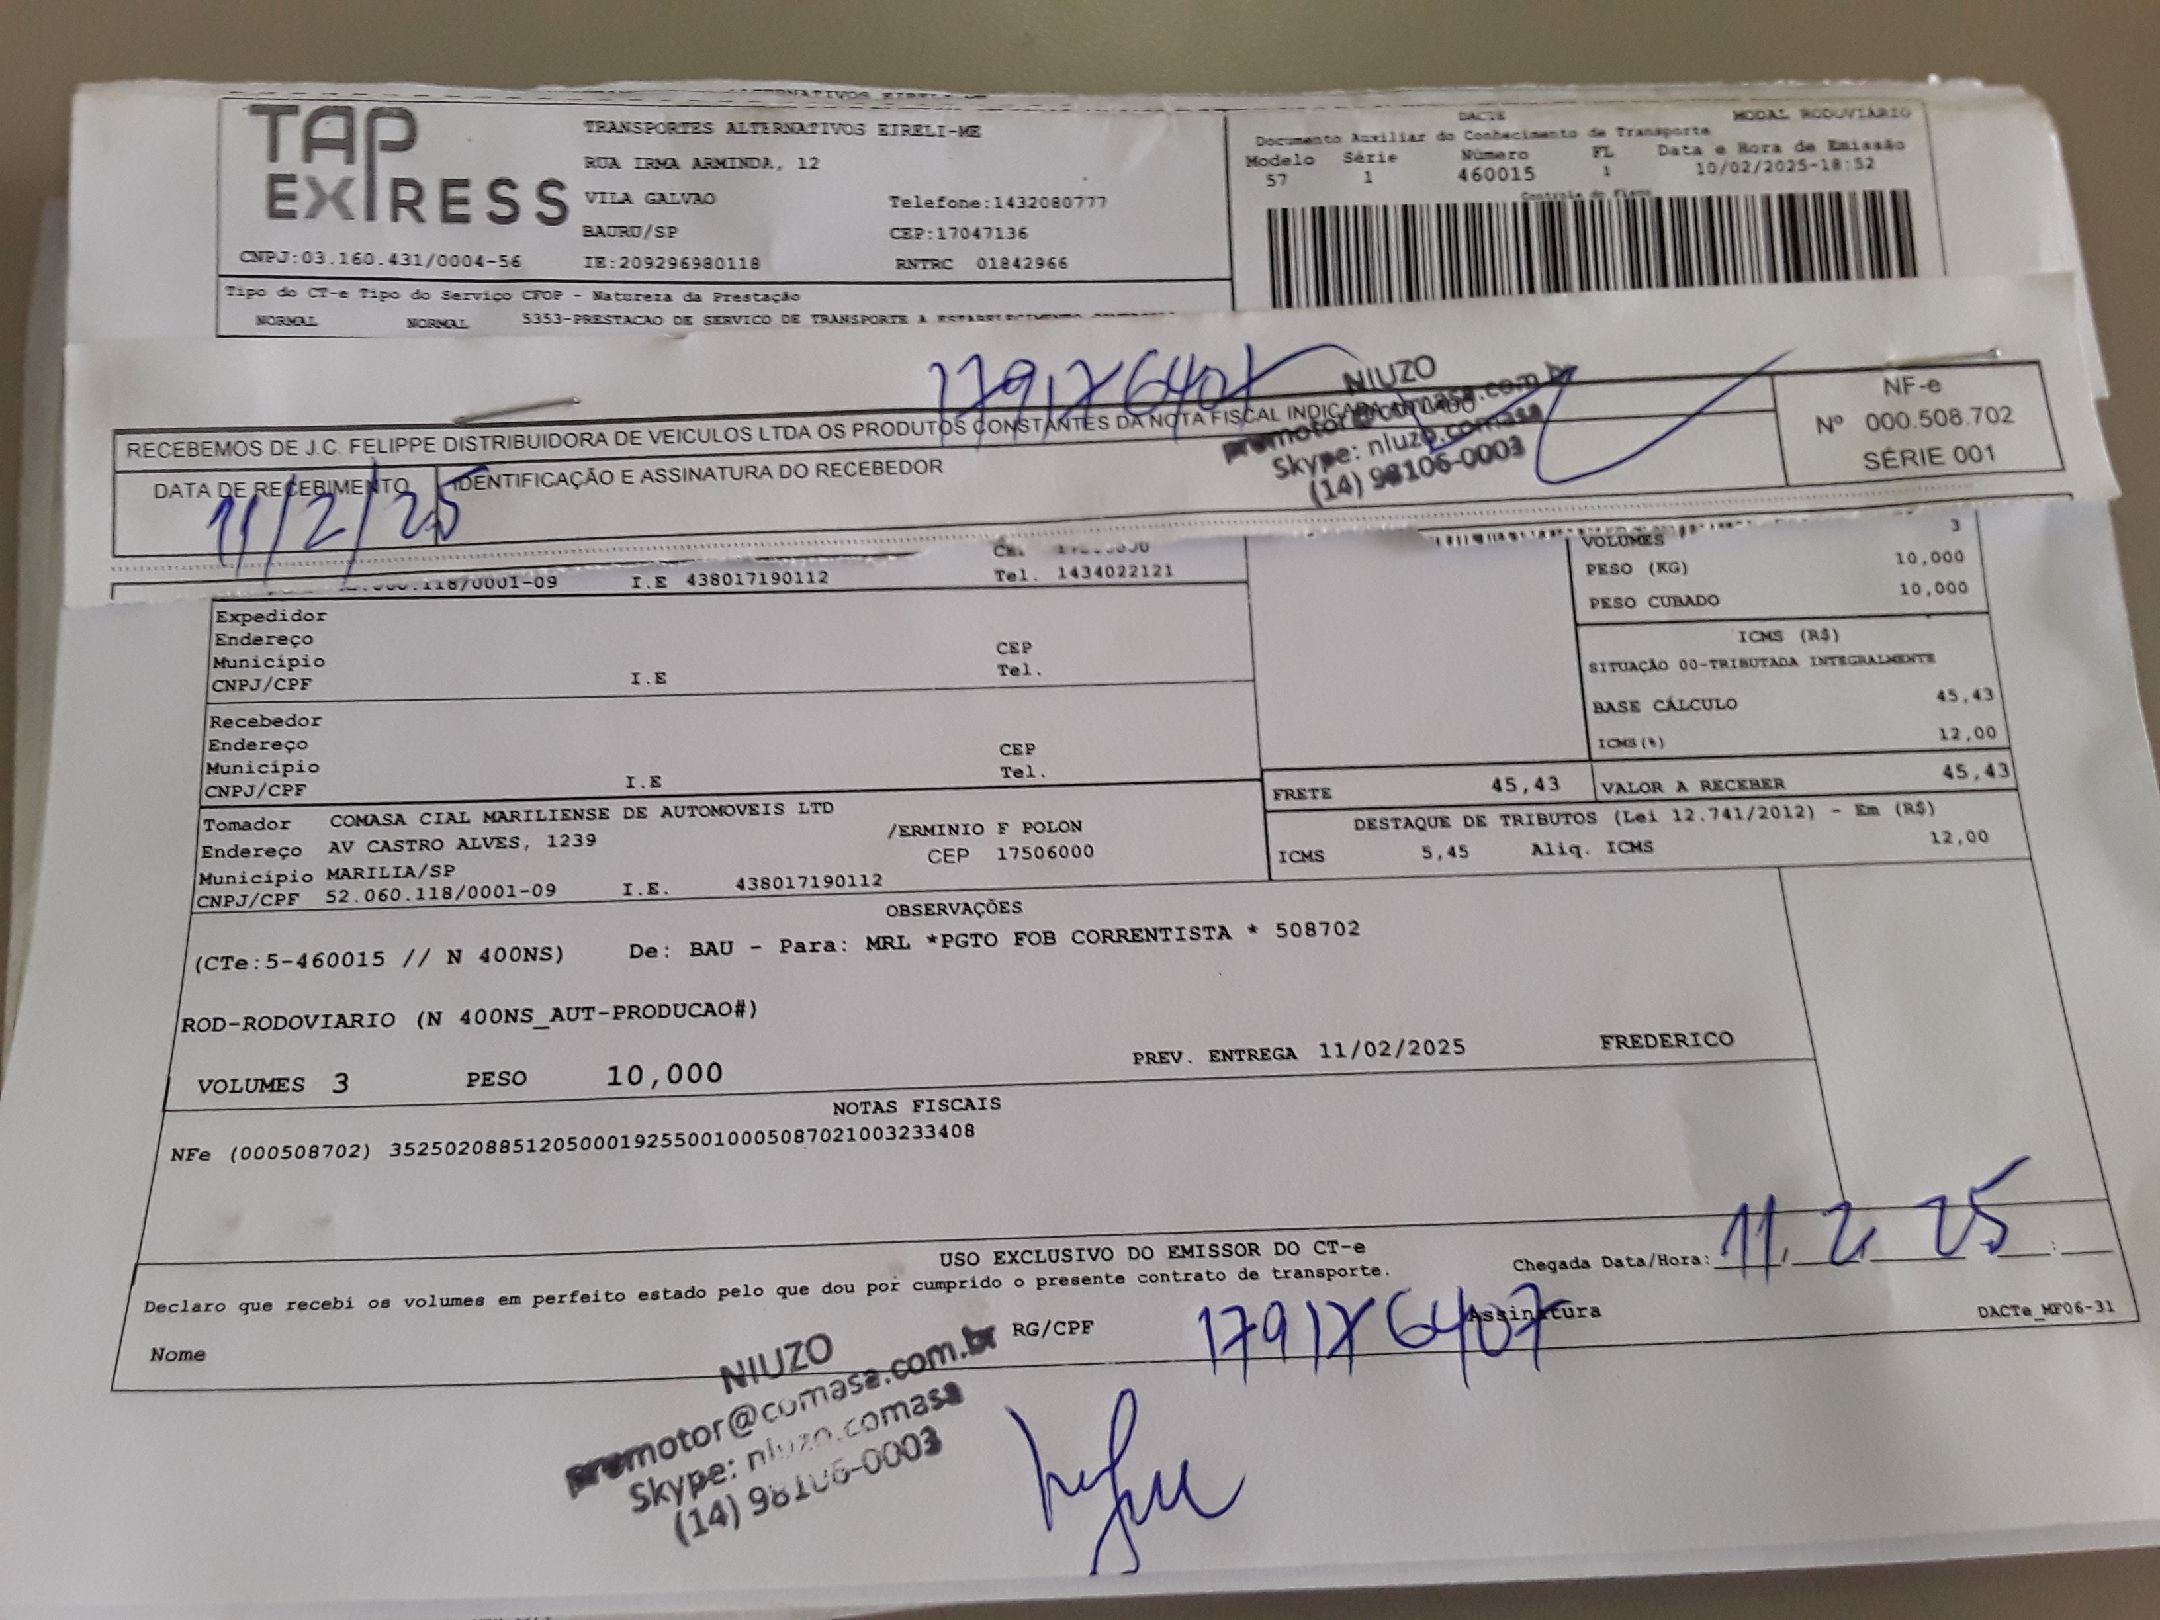 TAP
EXPRESS
TRANSPORTES ALTERNATIVOS EIRELI-ME
RUA IRMA ARMINDA, 12
VILA GALVAO Telefone:1432080777
BAURU/SP CEP:17047136
CNPJ:03.160.431/0004-56 IE:209296980118 RNTRC 01842966
DACTE MODAL RODOVIÁRIO
Documento Auxiliar do Conhecimento de Transporte
Modelo Série Número FL Data e Hora de Emissão
57 1 460015 1 10/02/2025-18:52
Controle do Fisco
Tipo do CT-e Tipo do Serviço CFOP - Natureza da Prestação
NORMAL NORMAL 5353-PRESTACAO DE SERVICO DE TRANSPORTE A ESTABELECIMENTO
179176407
NIUZO
promotor@comasa.com.br
Skype: niuzo.comasa
(14) 98106-0003
RECEBEMOS DE J.C. FELIPPE DISTRIBUIDORA DE VEICULOS LTDA OS PRODUTOS CONSTANTES DA NOTA FISCAL INDICADA AO LADO
DATA DE RECEBIMENTO IDENTIFICAÇÃO E ASSINATURA DO RECEBEDOR
11/2/25
NF-e
Nº 000.508.702
SÉRIE 001
.118/0001-09 I.E 438017190112 Tel. 1434022121
Expedidor
Endereço CEP
Município Tel.
CNPJ/CPF I.E
Recebedor
Endereço CEP
Município Tel.
CNPJ/CPF I.E
VOLUMES 3
PESO (KG) 10,000
PESO CUBADO 10,000
ICMS (R$)
SITUAÇÃO 00-TRIBUTADA INTEGRALMENTE
BASE CÁLCULO 45,43
ICMS(%) 12,00
FRETE 45,43 VALOR A RECEBER 45,43
Tomador COMASA CIAL MARILIENSE DE AUTOMOVEIS LTD
Endereço AV CASTRO ALVES, 1239 /ERMINIO F POLON
CEP 17506000
Município MARILIA/SP
CNPJ/CPF 52.060.118/0001-09 I.E. 438017190112
DESTAQUE DE TRIBUTOS (Lei 12.741/2012) - Em (R$)
ICMS 5,45 Aliq. ICMS 12,00
OBSERVAÇÕES
(CTe:5-460015 // N 400NS) De: BAU - Para: MRL *PGTO FOB CORRENTISTA * 508702
ROD-RODOVIARIO (N 400NS_AUT-PRODUCAO#)
VOLUMES 3 PESO 10,000 PREV. ENTREGA 11/02/2025 FREDERICO
NOTAS FISCAIS
NFe (000508702) 35250208851205000192550010005087021003233408
USO EXCLUSIVO DO EMISSOR DO CT-e
Declaro que recebi os volumes em perfeito estado pelo que dou por cumprido o presente contrato de transporte.
Chegada Data/Hora: 11 2 25 :
Nome RG/CPF 179176407 Assinatura DACTe_MF06-31
NIUZO
promotor@comasa.com.br
Skype: niuzo.comasa
(14) 98106-0003